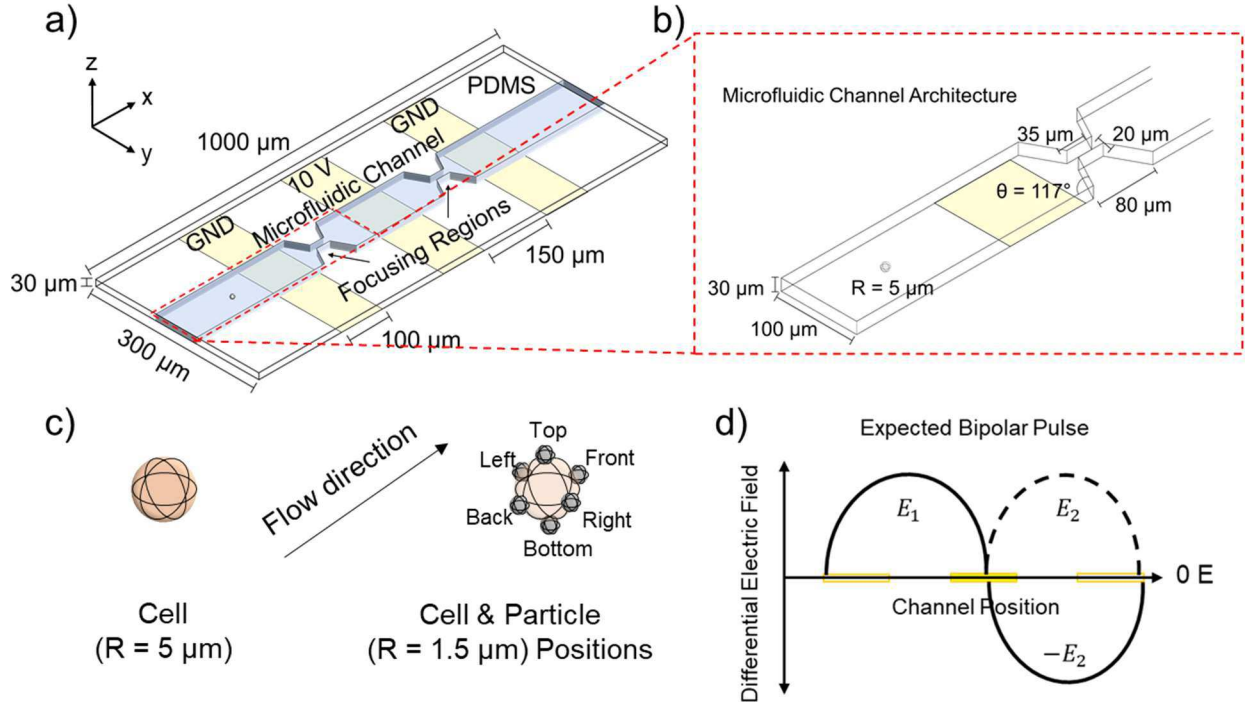 a)
z
x
y
1000 µm
PDMS
GND
10 V
Microfluidic Channel
GND
Focusing Regions
30 µm
300 µm
100 µm
150 µm
b)
Microfluidic Channel Architecture
35 µm
20 µm
θ = 117°
80 µm
R = 5 µm
30 µm
100 µm
c)
Flow direction
Top
Left
Front
Back
Right
Bottom
Cell
(R = 5 µm)
Cell & Particle
(R = 1.5 µm) Positions
d)
Expected Bipolar Pulse
Differential Electric Field
E₁
E₂
0 E
Channel Position
−E₂